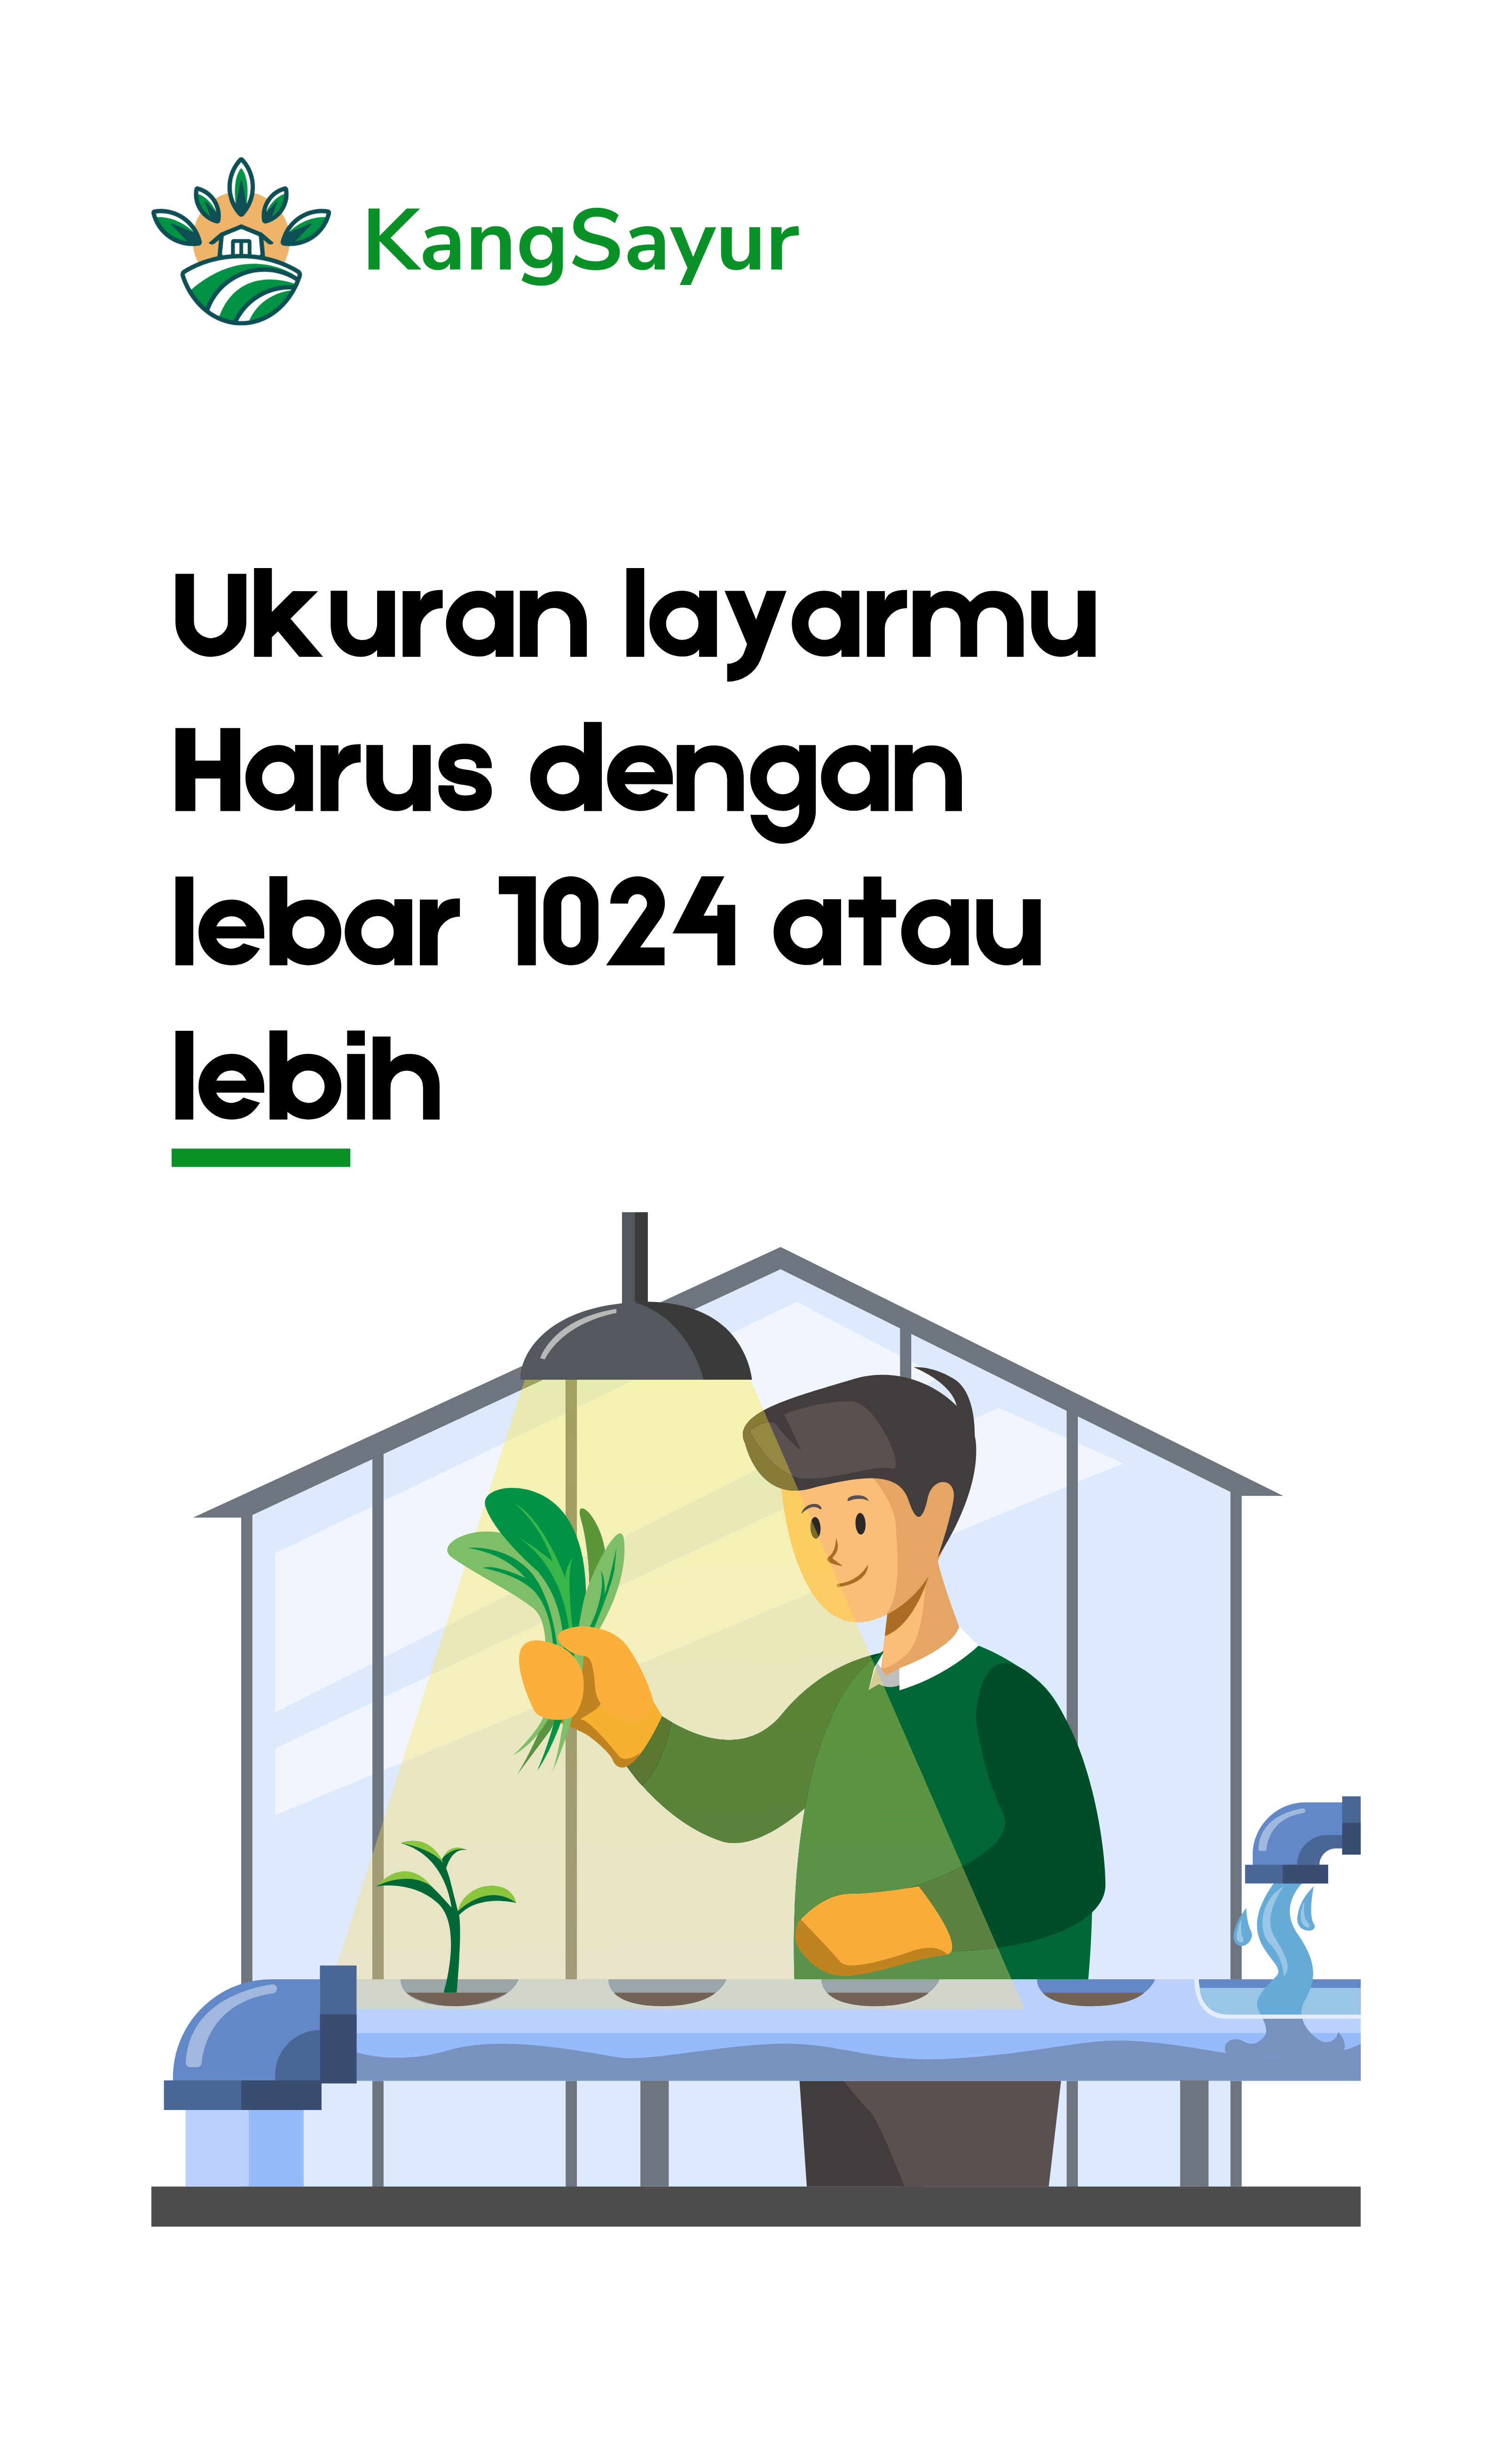 KangSayur
Ukuran layarmu
Harus dengan
lebar 1024 atau
lebih